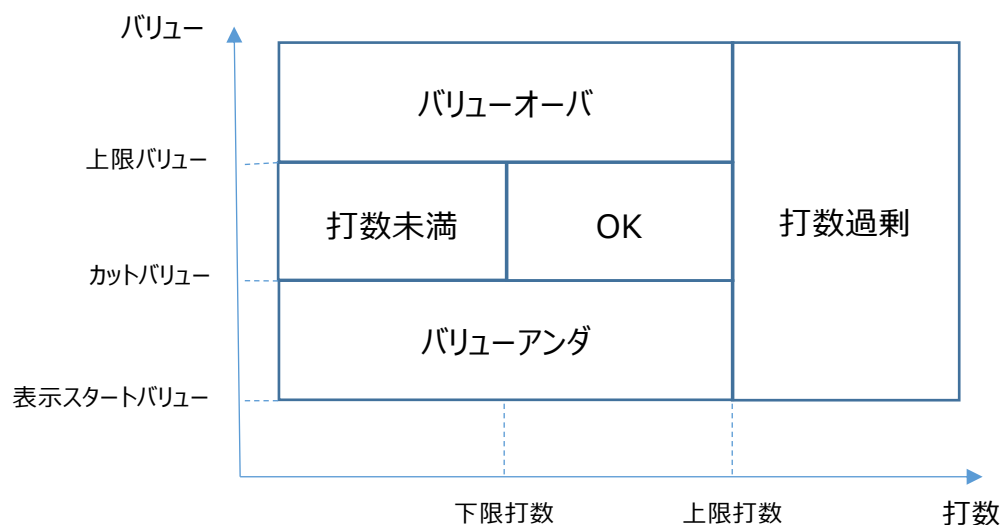 バリュー
バリューオーバ
上限バリュー
打数未満
OK
打数過剰
カットバリュー
バリューアンダ
表示スタートバリュー
下限打数
上限打数
打数